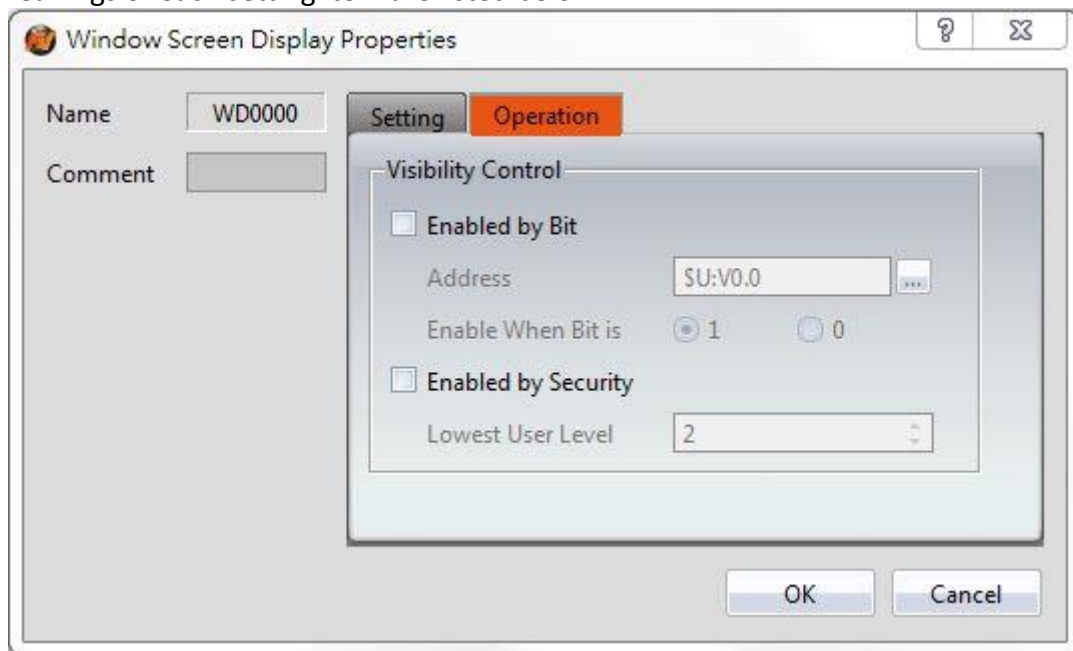 Window Screen Display Properties
Name WD0000
Setting Operation
Comment
Visibility Control
Enabled by Bit
Address $U:V0.0 ...
Enable When Bit is 1 0
Enabled by Security
Lowest User Level 2
OK Cancel